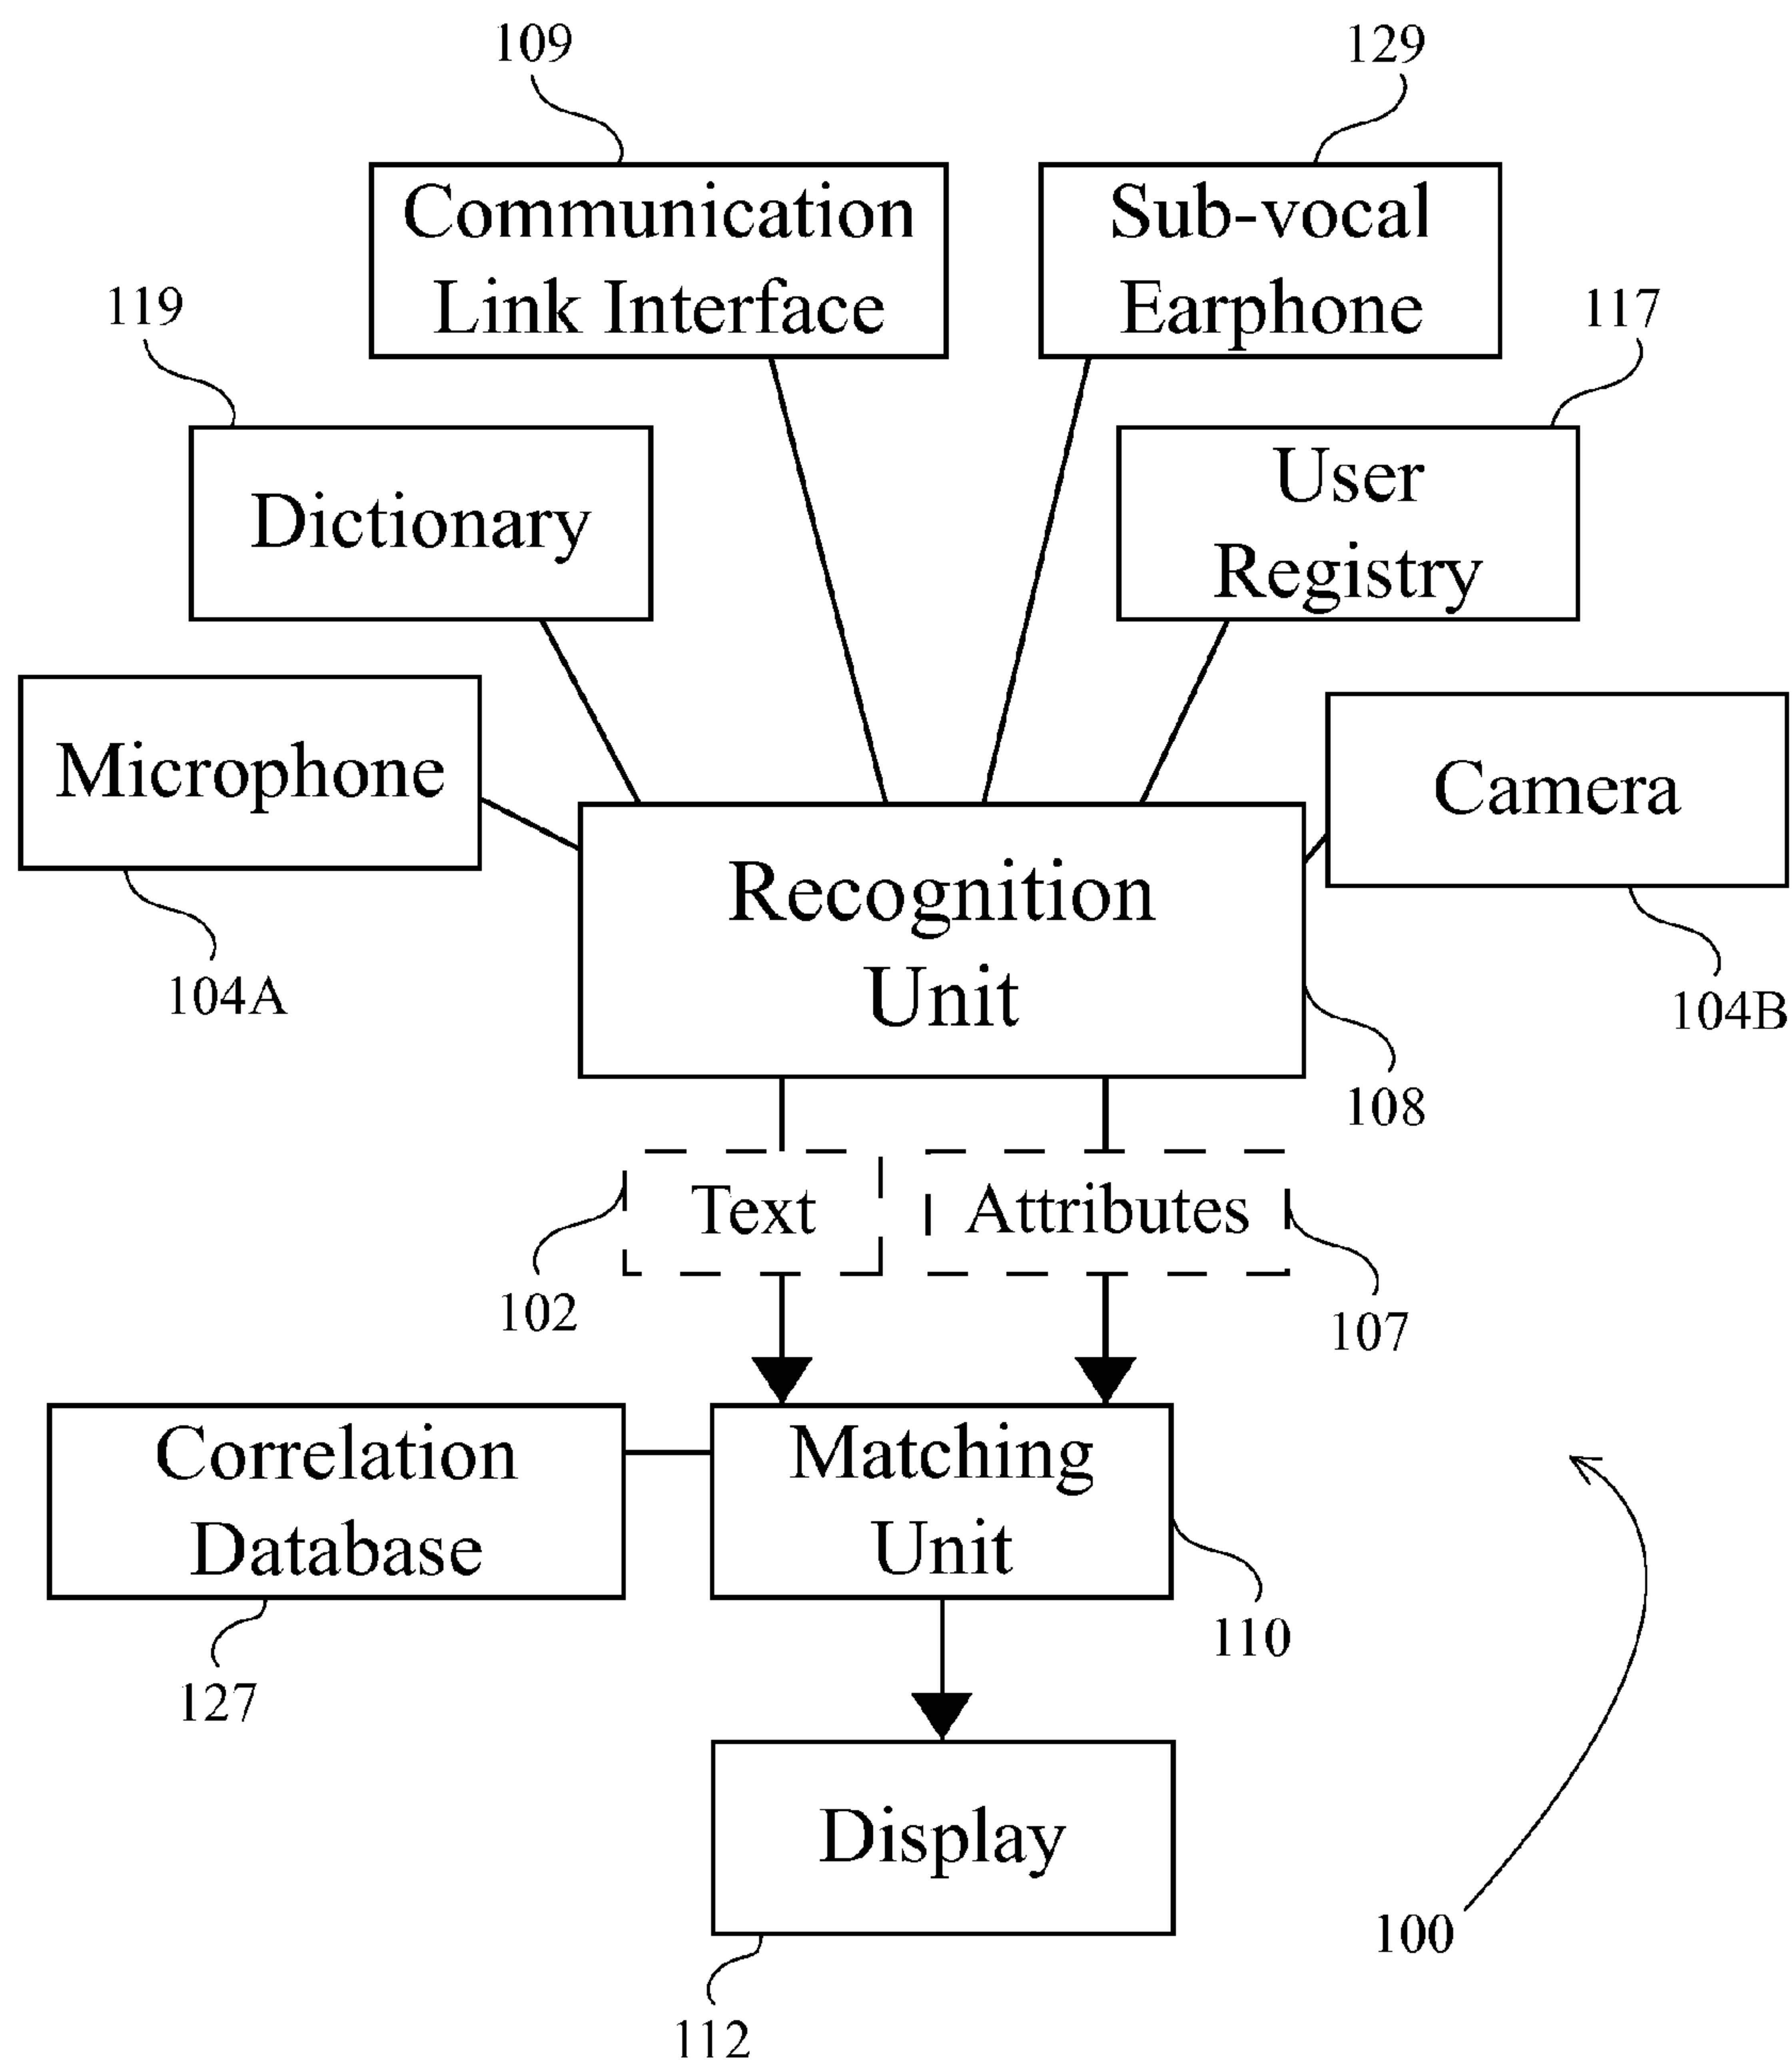 109
129
Communication
Link Interface
Sub-vocal
Earphone
119
117
Dictionary
User
Registry
Microphone
Camera
Recognition
Unit
104A
104B
108
Text
Attributes
102
107
Correlation
Database
Matching
Unit
110
127
Display
100
112